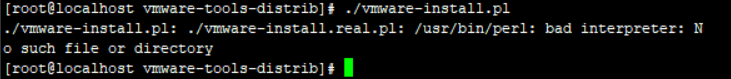 [root@localhost vmware-tools-distrib]# ./vmware-install.pl
./vmware-install.pl: ./vmware-install.real.pl: /usr/bin/perl: bad interpreter: N
o such file or directory
[root@localhost vmware-tools-distrib]#